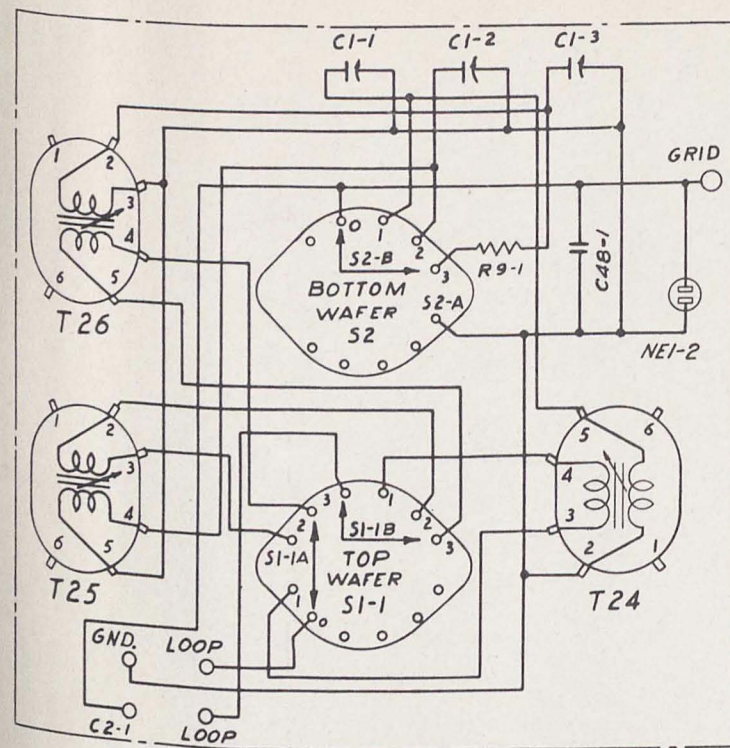 C1-1 C1-2 C1-3
GRID
1 2
3
4
5
6
T26
0 1 2 3
S2-B
S2-A
BOTTOM
WAFER
S2
R9-1
C48-1
NE1-2
1 2
3
4
5
6
T25
3 1
2 2
3
S1-1B
S1-1A
TOP
WAFER
S1-1
1
0
5 6
4
3
2 1
T24
GND. LOOP
C2-1 LOOP